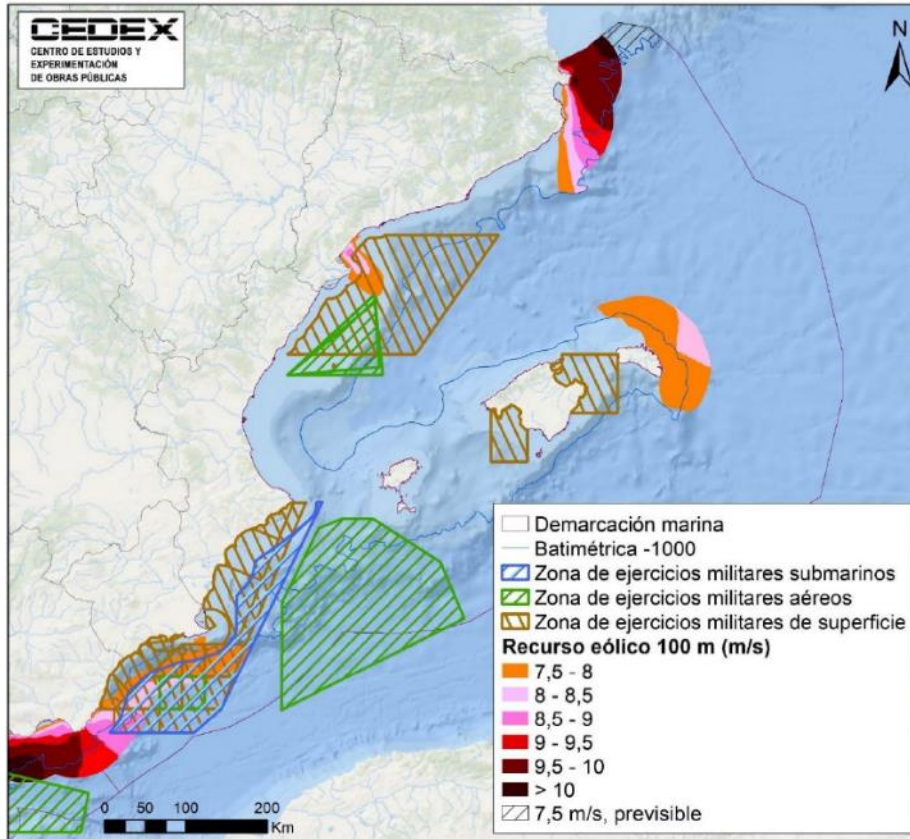 CEDEX
CENTRO DE ESTUDIOS Y
EXPERIMENTACIÓN
DE OBRAS PÚBLICAS
N
Demarcación marina
Batimétrica -1000
Zona de ejercicios militares submarinos
Zona de ejercicios militares aéreos
Zona de ejercicios militares de superficie
Recurso eólico 100 m (m/s)
7,5 - 8
8 - 8,5
8,5 - 9
9 - 9,5
9,5 - 10
> 10
7,5 m/s, previsible
0 50 100 200
Km